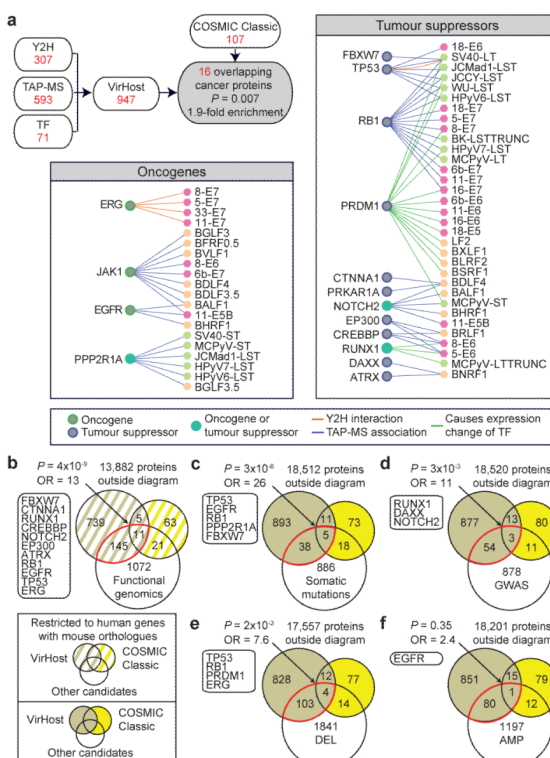 a
Y2H
307
TAP-MS
593
TF
71
VirHost
947
COSMIC Classic
107
16 overlapping
cancer proteins
P = 0.007
1.9-fold enrichment
Oncogenes
ERG
JAK1
EGFR
PPP2R1A
8-E7
5-E7
33-E7
11-E7
BGLF3
BFRF0.5
BVLF1
8-E6
6b-E7
BDLF4
BDLF3.5
BALF1
11-E5B
BHRF1
SV40-ST
MCPyV-ST
JCMad1-LST
HPyV7-LST
HPyV6-LST
BGLF3.5
Tumour suppressors
FBXW7
TP53
RB1
PRDM1
CTNNA1
PRKAR1A
NOTCH2
EP300
CREBBP
RUNX1
DAXX
ATRX
18-E6
SV40-LT
JCMad1-LST
JCCY-LST
WU-LST
HPyV6-LST
18-E7
5-E7
8-E7
BK-LSTTRUNC
HPyV7-LST
MCPyV-LT
6b-E7
11-E7
16-E7
6b-E6
11-E6
16-E6
18-E5
LF2
BXLF1
BLRF2
BSRF1
BDLF4
BALF1
MCPyV-ST
BHRF1
11-E5B
BRLF1
8-E6
5-E6
MCPyV-LTTRUNC
BNRF1
Oncogene
Tumour suppressor
Oncogene or
tumour suppressor
Y2H interaction
TAP-MS association
Causes expression
change of TF
b
P = 4x10-9
OR = 13
13,882 proteins
outside diagram
FBXW7
CTNNA1
RUNX1
CREBBP
NOTCH2
EP300
ATRX
RB1
EGFR
TP53
ERG
739
5
63
11
145
21
1072
Functional
genomics
Restricted to human genes
with mouse orthologues
VirHost
COSMIC
Classic
Other candidates
VirHost
COSMIC
Classic
Other candidates
c
P = 3x10-6
OR = 26
18,512 proteins
outside diagram
TP53
EGFR
RB1
PPP2R1A
FBXW7
893
11
73
5
38
18
886
Somatic
mutations
d
P = 3x10-3
OR = 11
18,520 proteins
outside diagram
RUNX1
DAXX
NOTCH2
877
13
80
3
54
11
878
GWAS
e
P = 2x10-3
OR = 7.6
17,557 proteins
outside diagram
TP53
RB1
PRDM1
ERG
828
12
77
4
103
14
1841
DEL
f
P = 0.35
OR = 2.4
18,201 proteins
outside diagram
EGFR
851
15
79
1
80
12
1197
AMP